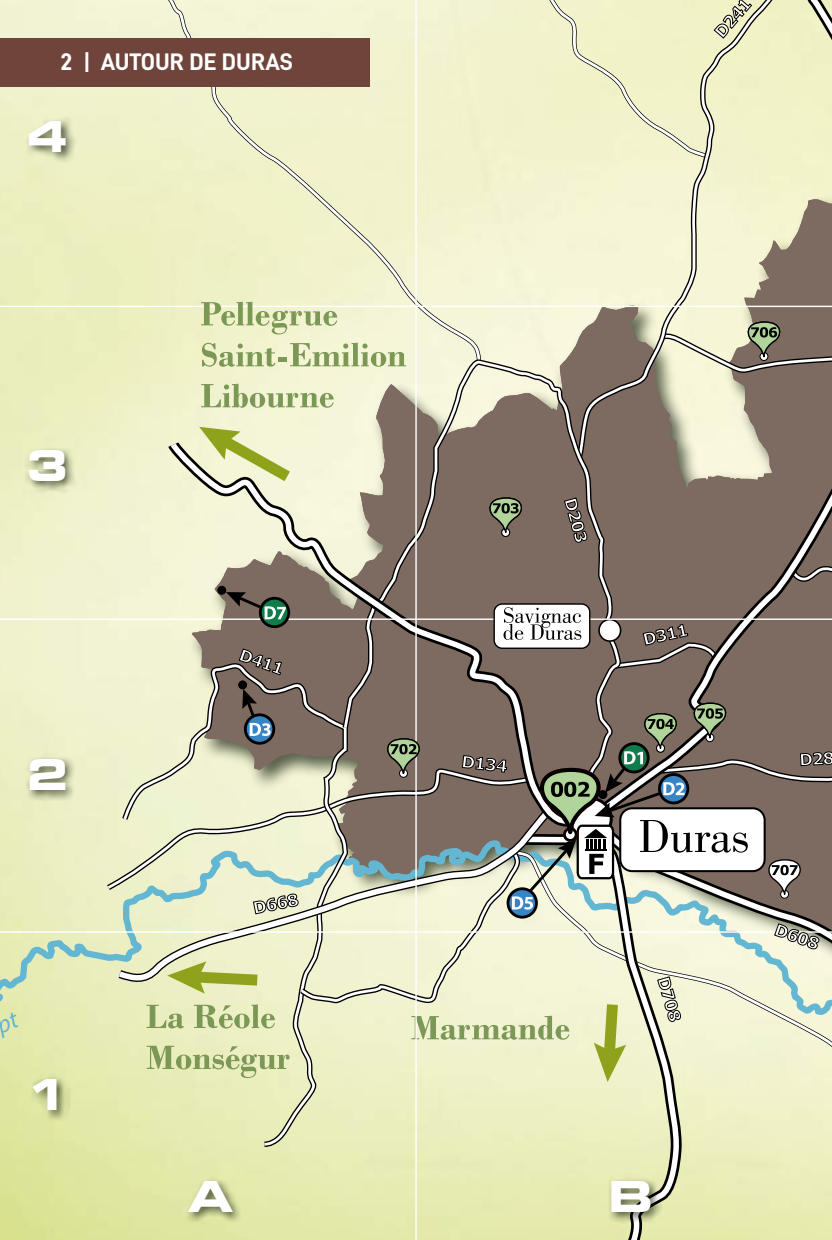 D241
2 | AUTOUR DE DURAS
4
Pellegrue
Saint-Emilion
Libourne
706
3
703
D203
D7
Savignac
de Duras
D311
D411
D3
705
704
702
D134
D1
D28
2
002
D2
Duras
F
707
D5
D668
D608
La Réole
Monségur
Marmande
D708
pt
1
A
B